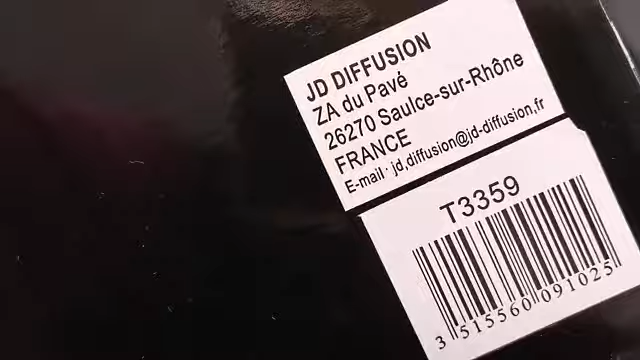 JD DIFFUSION
ZA du Pavé
26270 Saulce-sur-Rhône
FRANCE
E-mail: jd,diffusion@jd-diffusion,fr
T3359
3 515560 091025